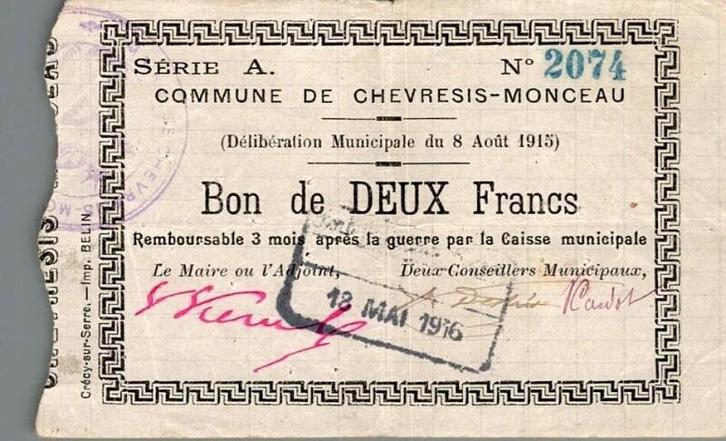 SÉRIE A. N° 2074
COMMUNE DE CHEVRESIS-MONCEAU
(Délibération Municipale du 8 Août 1915)
Bon de DEUX Francs
Remboursable 3 mois après la guerre par la Caisse municipale
Le Maire ou l'Adjoint, Deux Conseillers Municipaux,
18 MAI 1916
Crécy-sur-Serre.—Imp. BELIN